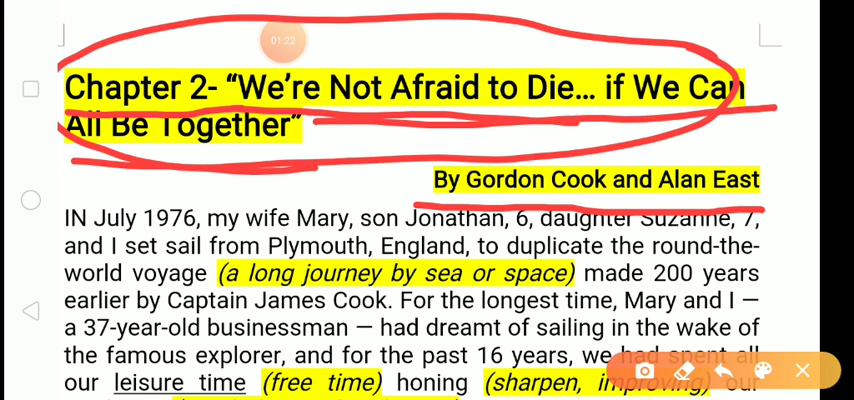 01:22
Chapter 2- “We’re Not Afraid to Die... if We Can
All Be Together”
By Gordon Cook and Alan East
IN July 1976, my wife Mary, son Jonathan, 6, daughter Suzanne, 7,
and I set sail from Plymouth, England, to duplicate the round-the-
world voyage (a long journey by sea or space) made 200 years
earlier by Captain James Cook. For the longest time, Mary and I —
a 37-year-old businessman — had dreamt of sailing in the wake of
the famous explorer, and for the past 16 years, we had spent all
our leisure time (free time) honing (sharpen, improving) our